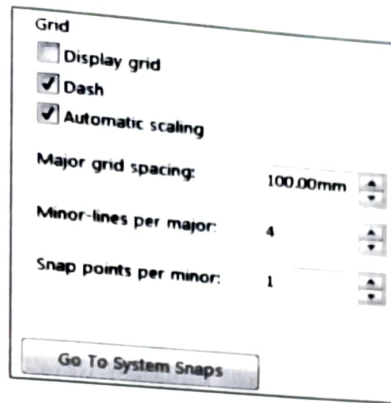 Grid
Display grid
Dash
Automatic scaling
Major grid spacing: 100.00mm
Minor-lines per major: 4
Snap points per minor: 1
Go To System Snaps